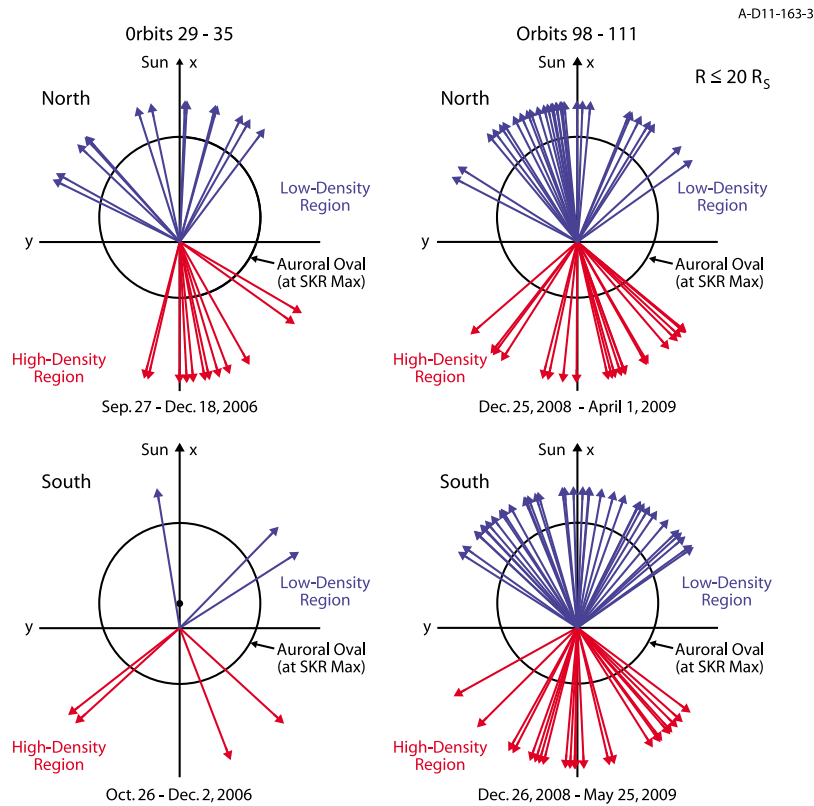 A-D11-163-3
0rbits 29 - 35
Orbits 98 - 111
R ≤ 20 R_S
Sun
x
North
Low-Density
Region
y
Auroral Oval
(at SKR Max)
High-Density
Region
Sep. 27 - Dec. 18, 2006
Sun
x
North
Low-Density
Region
y
Auroral Oval
(at SKR Max)
High-Density
Region
Dec. 25, 2008 - April 1, 2009
Sun
x
South
Low-Density
Region
y
Auroral Oval
(at SKR Max)
High-Density
Region
Oct. 26 - Dec. 2, 2006
Sun
x
South
Low-Density
Region
y
Auroral Oval
(at SKR Max)
High-Density
Region
Dec. 26, 2008 - May 25, 2009